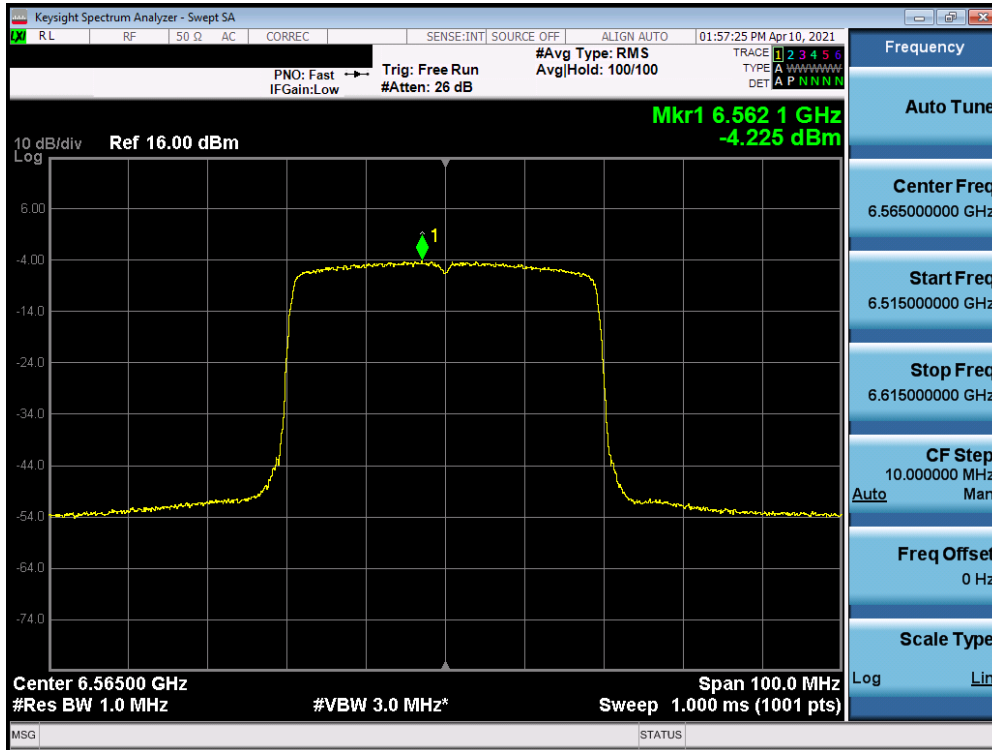 Keysight Spectrum Analyzer - Swept SA
LXI RL RF 50 Ω AC CORREC SENSE:INT SOURCE OFF ALIGN AUTO 01:57:25 PM Apr 10, 2021
PNO: Fast
IFGain:Low
Trig: Free Run
#Atten: 26 dB
#Avg Type: RMS
Avg|Hold: 100/100
TRACE 1 2 3 4 5 6
TYPE A WWWWW
DET A P N N N N
Mkr1 6.562 1 GHz
-4.225 dBm
10 dB/div Ref 16.00 dBm
Log
1
6.00
-4.00
-14.0
-24.0
-34.0
-44.0
-54.0
-64.0
-74.0
Center 6.56500 GHz Span 100.0 MHz
#Res BW 1.0 MHz #VBW 3.0 MHz* Sweep 1.000 ms (1001 pts)
MSG STATUS
Frequency
Auto Tune
Center Freq
6.565000000 GHz
Start Freq
6.515000000 GHz
Stop Freq
6.615000000 GHz
CF Step
10.000000 MHz
Auto Man
Freq Offset
0 Hz
Scale Type
Log Lin